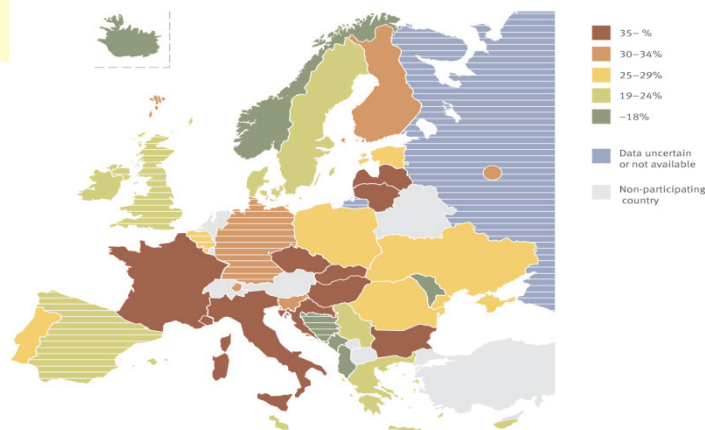 35– %
30–34%
25–29%
19–24%
–18%
Data uncertain
or not available
Non-participating
country